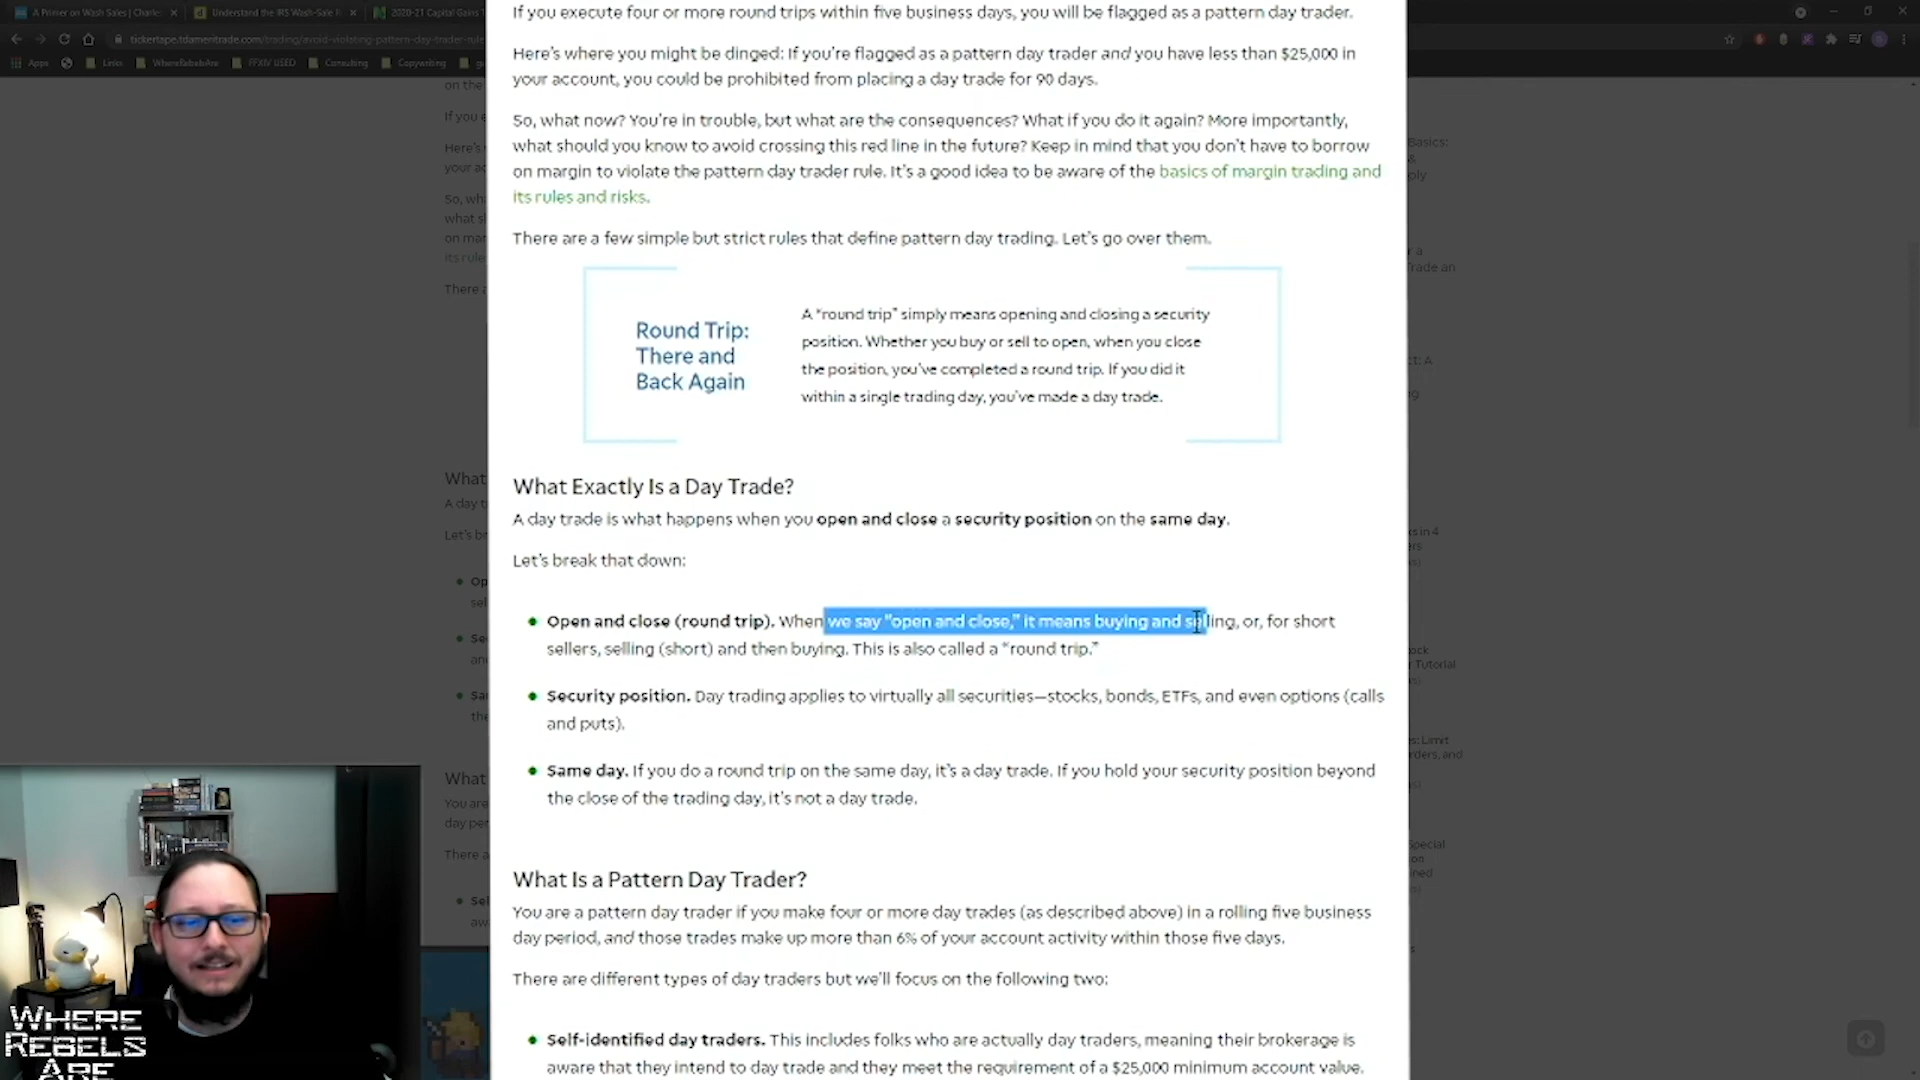 A Primer on Wash Sales | Charle
Understand the IRS Wash-Sale R
2020-21 Capital Gains T
tickertape.tdameritrade.com/trading/avoid-violating-pattern-day-trader-rule
Apps
Links
WhereRebelsAre
FFXIV USED
Consulting
Copywriting
If you execute four or more round trips within five business days, you will be flagged as a pattern day trader.
Here's where you might be dinged: If you're flagged as a pattern day trader and you have less than $25,000 in
your account, you could be prohibited from placing a day trade for 90 days.
So, what now? You're in trouble, but what are the consequences? What if you do it again? More importantly,
what should you know to avoid crossing this red line in the future? Keep in mind that you don't have to borrow
on margin to violate the pattern day trader rule. It's a good idea to be aware of the basics of margin trading and
its rules and risks.
There are a few simple but strict rules that define pattern day trading. Let's go over them.
Round Trip:
There and
Back Again
A "round trip" simply means opening and closing a security
position. Whether you buy or sell to open, when you close
the position, you've completed a round trip. If you did it
within a single trading day, you've made a day trade.
What Exactly Is a Day Trade?
A day trade is what happens when you open and close a security position on the same day.
Let's break that down:
Open and close (round trip). When we say "open and close," it means buying and selling, or, for short
sellers, selling (short) and then buying. This is also called a "round trip."
Security position. Day trading applies to virtually all securities—stocks, bonds, ETFs, and even options (calls
and puts).
Same day. If you do a round trip on the same day, it's a day trade. If you hold your security position beyond
the close of the trading day, it's not a day trade.
What Is a Pattern Day Trader?
You are a pattern day trader if you make four or more day trades (as described above) in a rolling five business
day period, and those trades make up more than 6% of your account activity within those five days.
There are different types of day traders but we'll focus on the following two:
Self-identified day traders. This includes folks who are actually day traders, meaning their brokerage is
aware that they intend to day trade and they meet the requirement of a $25,000 minimum account value.
WHERE
REBELS
ARE